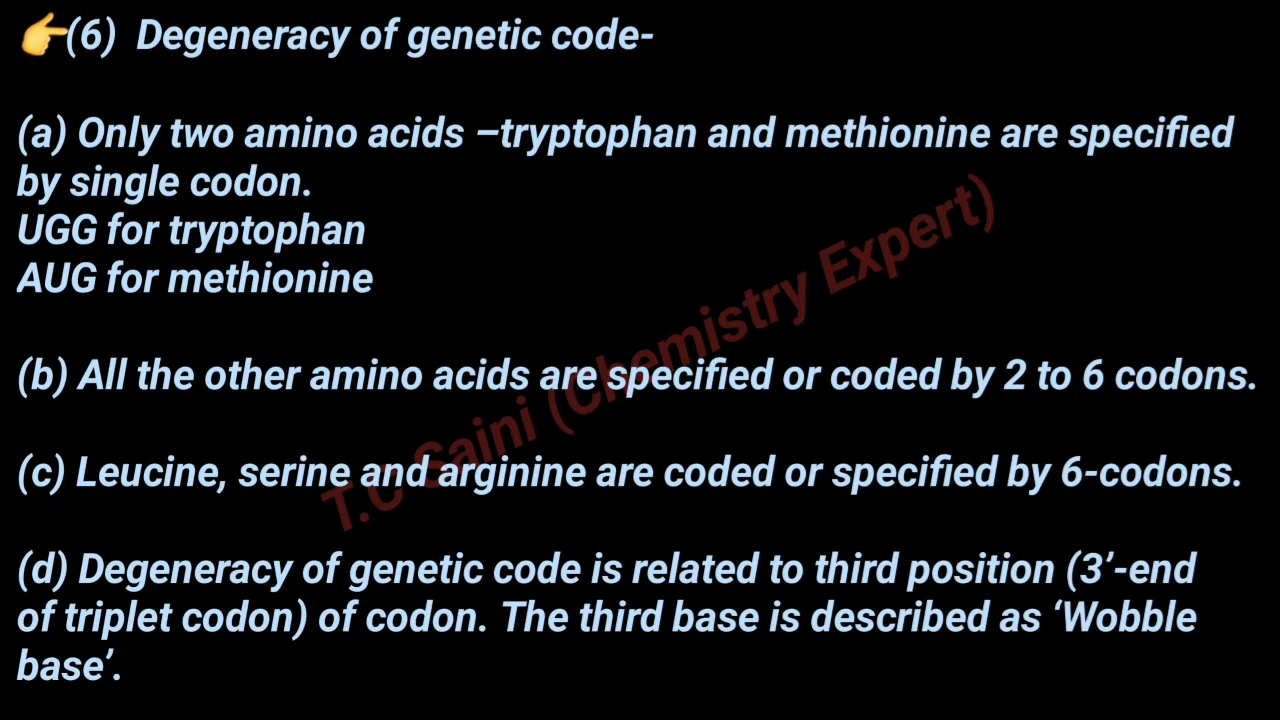 👉(6) Degeneracy of genetic code-
(a) Only two amino acids –tryptophan and methionine are specified
by single codon.
UGG for tryptophan
AUG for methionine
(b) All the other amino acids are specified or coded by 2 to 6 codons.
(c) Leucine, serine and arginine are coded or specified by 6-codons.
(d) Degeneracy of genetic code is related to third position (3’-end
of triplet codon) of codon. The third base is described as ‘Wobble
base’.
T.C Saini (Chemistry Expert)